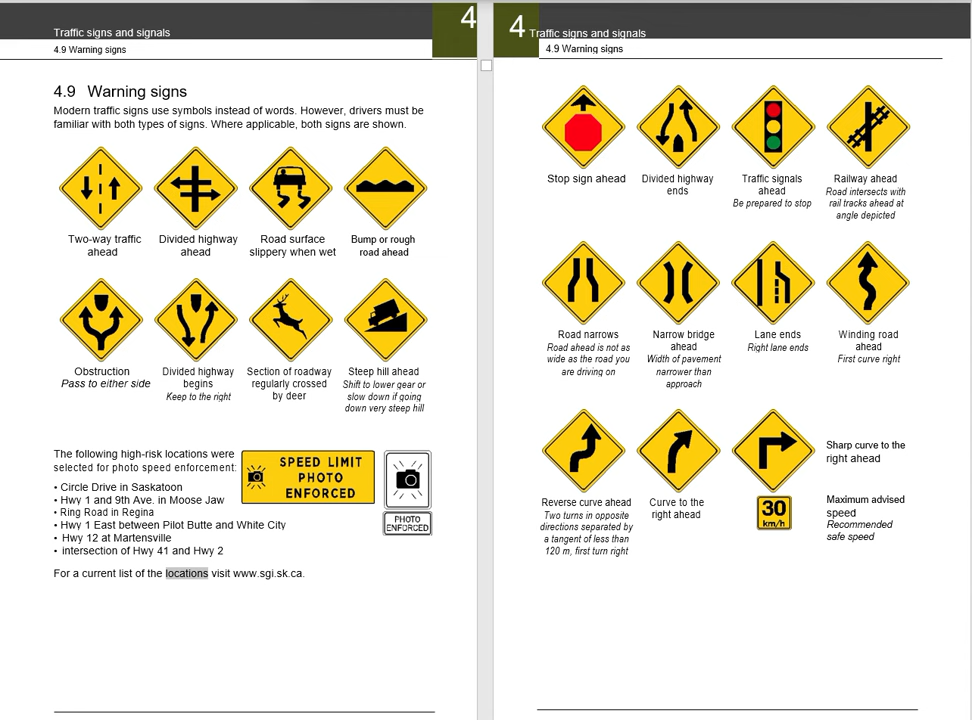 4
Traffic signs and signals
4.9 Warning signs
4.9 Warning signs
Modern traffic signs use symbols instead of words. However, drivers must be
familiar with both types of signs. Where applicable, both signs are shown.
Two-way traffic
ahead
Divided highway
ahead
Road surface
slippery when wet
Bump or rough
road ahead
Obstruction
Pass to either side
Divided highway
begins
Keep to the right
Section of roadway
regularly crossed
by deer
Steep hill ahead
Shift to lower gear or
slow down if going
down very steep hill
The following high-risk locations were
selected for photo speed enforcement:
• Circle Drive in Saskatoon
• Hwy 1 and 9th Ave. in Moose Jaw
• Ring Road in Regina
• Hwy 1 East between Pilot Butte and White City
• Hwy 12 at Martensville
• intersection of Hwy 41 and Hwy 2
SPEED LIMIT
PHOTO
ENFORCED
PHOTO
ENFORCED
For a current list of the locations visit www.sgi.sk.ca.
4 Traffic signs and signals
4.9 Warning signs
Stop sign ahead
Divided highway
ends
Traffic signals
ahead
Be prepared to stop
Railway ahead
Road intersects with
rail tracks ahead at
angle depicted
Road narrows
Road ahead is not as
wide as the road you
are driving on
Narrow bridge
ahead
Width of pavement
narrower than
approach
Lane ends
Right lane ends
Winding road
ahead
First curve right
Reverse curve ahead
Two turns in opposite
directions separated by
a tangent of less than
120 m, first turn right
Curve to the
right ahead
Sharp curve to the
right ahead
30
km/h
Maximum advised
speed
Recommended
safe speed